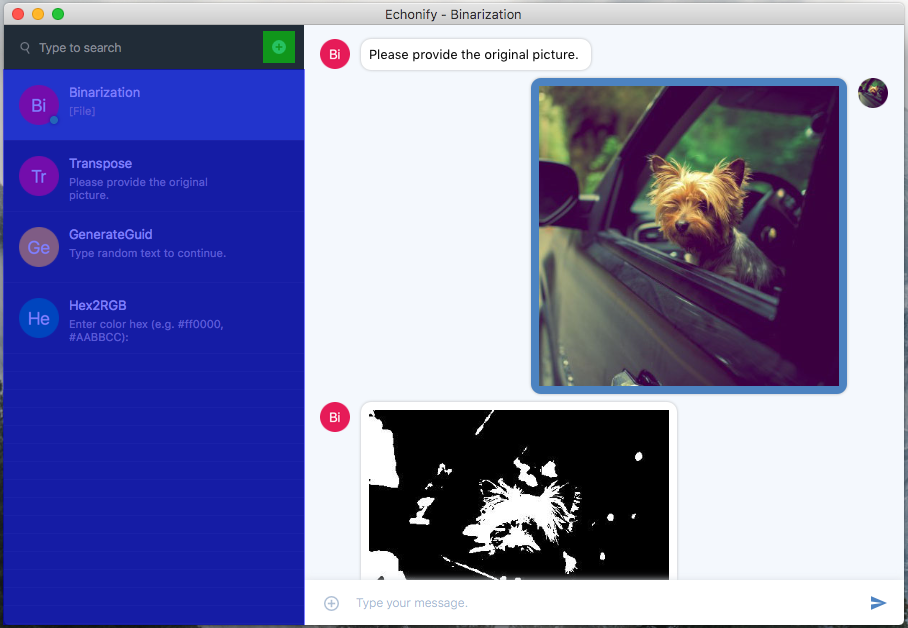 Echonify - Binarization
Type to search
Bi
Binarization
[File]
Tr
Transpose
Please provide the original
picture.
Ge
GenerateGuid
Type random text to continue.
He
Hex2RGB
Enter color hex (e.g. #ff0000,
#AABBCC):
Bi
Please provide the original picture.
Bi
Type your message.